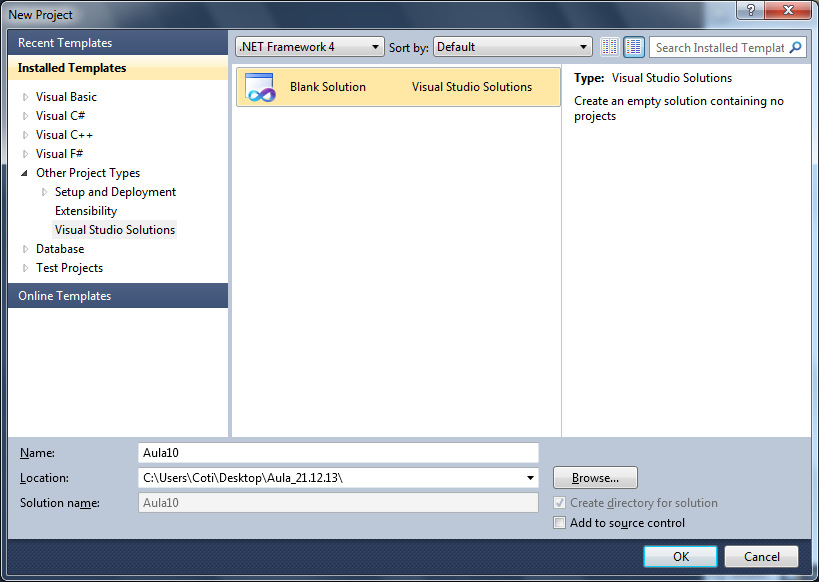 New Project
Recent Templates
Installed Templates
Visual Basic
Visual C#
Visual C++
Visual F#
Other Project Types
Setup and Deployment
Extensibility
Visual Studio Solutions
Database
Test Projects
Online Templates
.NET Framework 4 Sort by: Default Search Installed Templat
Blank Solution Visual Studio Solutions
Type: Visual Studio Solutions
Create an empty solution containing no
projects
Name: Aula10
Location: C:\Users\Coti\Desktop\Aula_21.12.13\ Browse...
Solution name: Aula10 Create directory for solution
Add to source control
OK Cancel